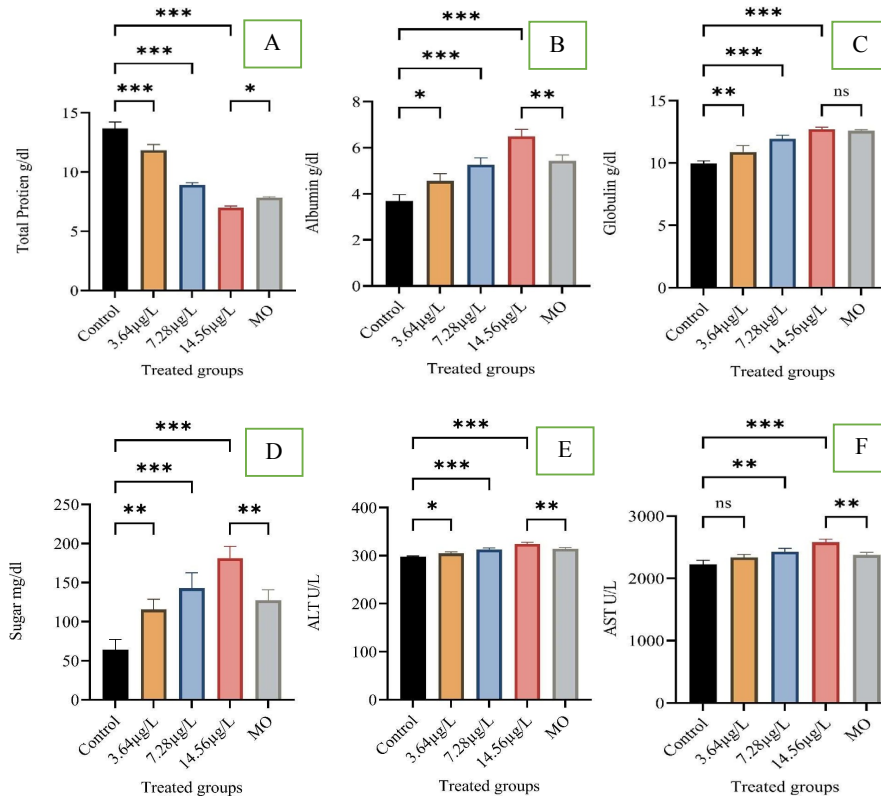 A
***
***
***
*
Total Protien g/dl
15
10
5
0
Control
3.64µg/L
7.28µg/L
14.56µg/L
MO
Treated groups
B
***
***
*
**
Albumin g/dl
8
6
4
2
0
Control
3.64µg/L
7.28µg/L
14.56µg/L
MO
Treated groups
C
***
***
**
ns
Globulin g/dl
15
10
5
0
Control
3.64µg/L
7.28µg/L
14.56µg/L
MO
Treated groups
D
***
***
**
**
Sugar mg/dl
250
200
150
100
50
0
Control
3.64µg/L
7.28µg/L
14.56µg/L
MO
Treated groups
E
***
***
*
**
ALT U/L
400
300
200
100
0
Control
3.64µg/L
7.28µg/L
14.56µg/L
MO
Treated groups
F
***
**
ns
**
AST U/L
3000
2000
1000
0
Control
3.64µg/L
7.28µg/L
14.56µg/L
MO
Treated groups